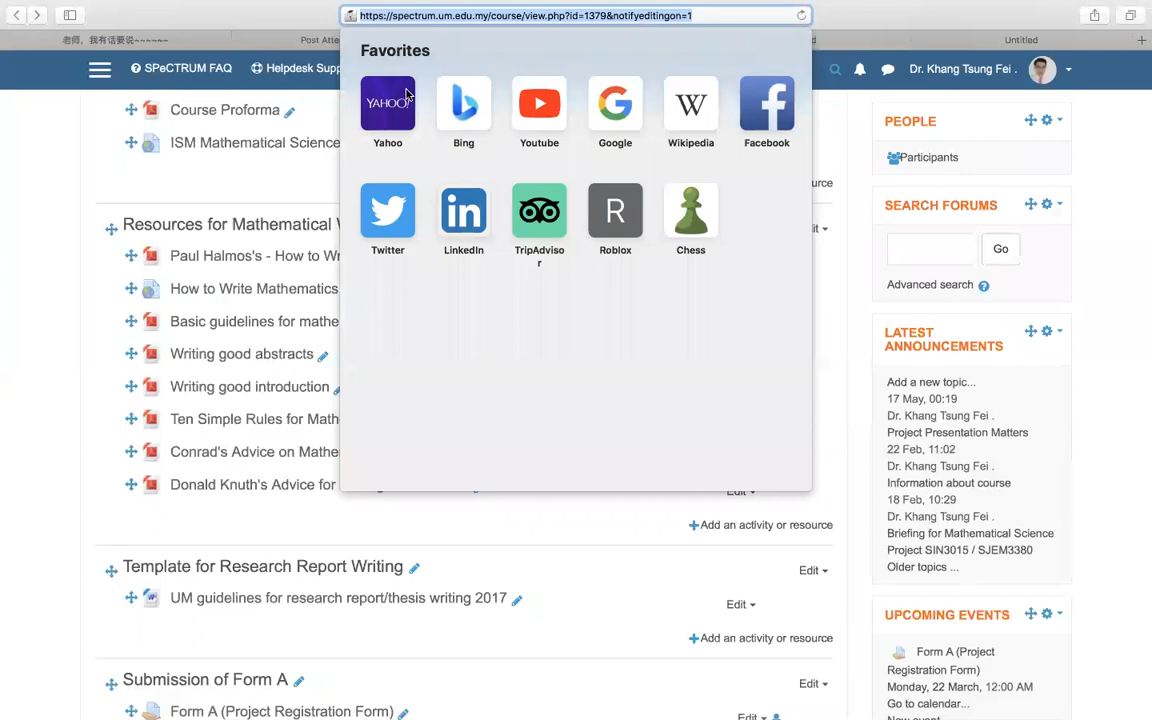 https://spectrum.um.edu.my/course/view.php?id=1379&notifyeditingon=1
老师，我有话要说~~~~~~
Post Atte
d
Untitled
SPeCTRUM FAQ
Helpdesk Supp
Dr. Khang Tsung Fei .
Favorites
YAHOO!
Yahoo
Bing
Youtube
Google
W
Wikipedia
Facebook
Twitter
in
LinkedIn
TripAdviso
r
R
Roblox
Chess
Course Proforma
ISM Mathematical Science
urce
Resources for Mathematical W
it
Paul Halmos's - How to Wr
How to Write Mathematics
Basic guidelines for mathe
Writing good abstracts
Writing good introduction
Ten Simple Rules for Math
Conrad's Advice on Mathe
Donald Knuth's Advice for
Edit
Add an activity or resource
Template for Research Report Writing
Edit
UM guidelines for research report/thesis writing 2017
Edit
Add an activity or resource
Submission of Form A
Edit
Form A (Project Registration Form)
Edit
PEOPLE
Participants
SEARCH FORUMS
Go
Advanced search
LATEST
ANNOUNCEMENTS
Add a new topic...
17 May, 00:19
Dr. Khang Tsung Fei .
Project Presentation Matters
22 Feb, 11:02
Dr. Khang Tsung Fei .
Information about course
18 Feb, 10:29
Dr. Khang Tsung Fei .
Briefing for Mathematical Science
Project SIN3015 / SJEM3380
Older topics ...
UPCOMING EVENTS
Form A (Project
Registration Form)
Monday, 22 March, 12:00 AM
Go to calendar...
New event